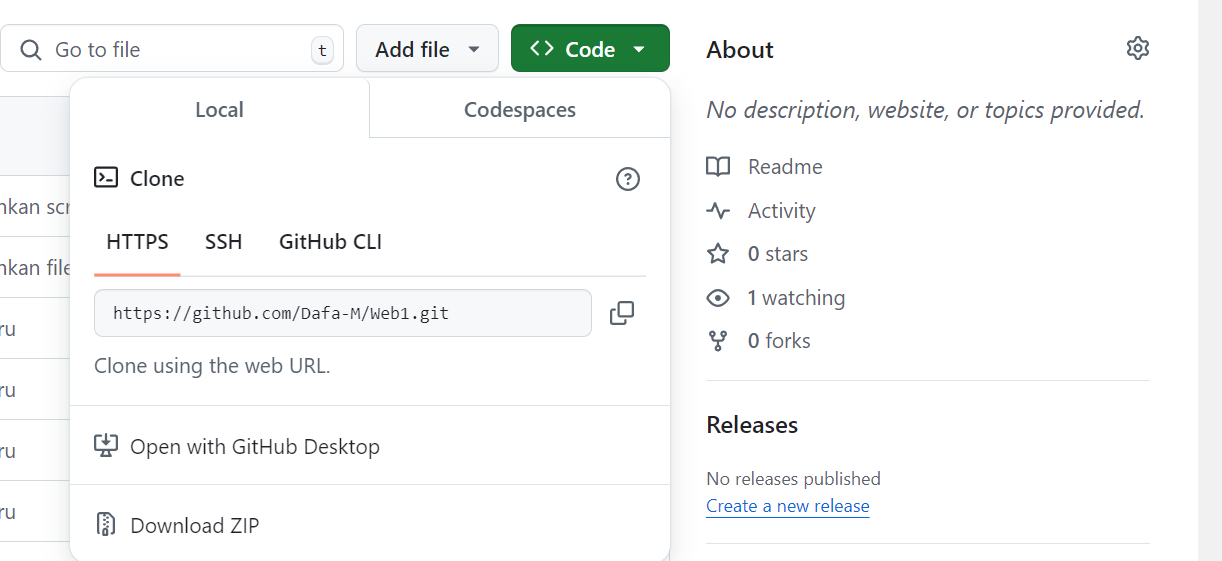 Go to file
t
Add file
Code
Local
Codespaces
Clone
HTTPS
SSH
GitHub CLI
https://github.com/Dafa-M/Web1.git
Clone using the web URL.
Open with GitHub Desktop
Download ZIP
nkan scr
nkan file
ru
ru
ru
ru
About
No description, website, or topics provided.
Readme
Activity
0 stars
1 watching
0 forks
Releases
No releases published
Create a new release